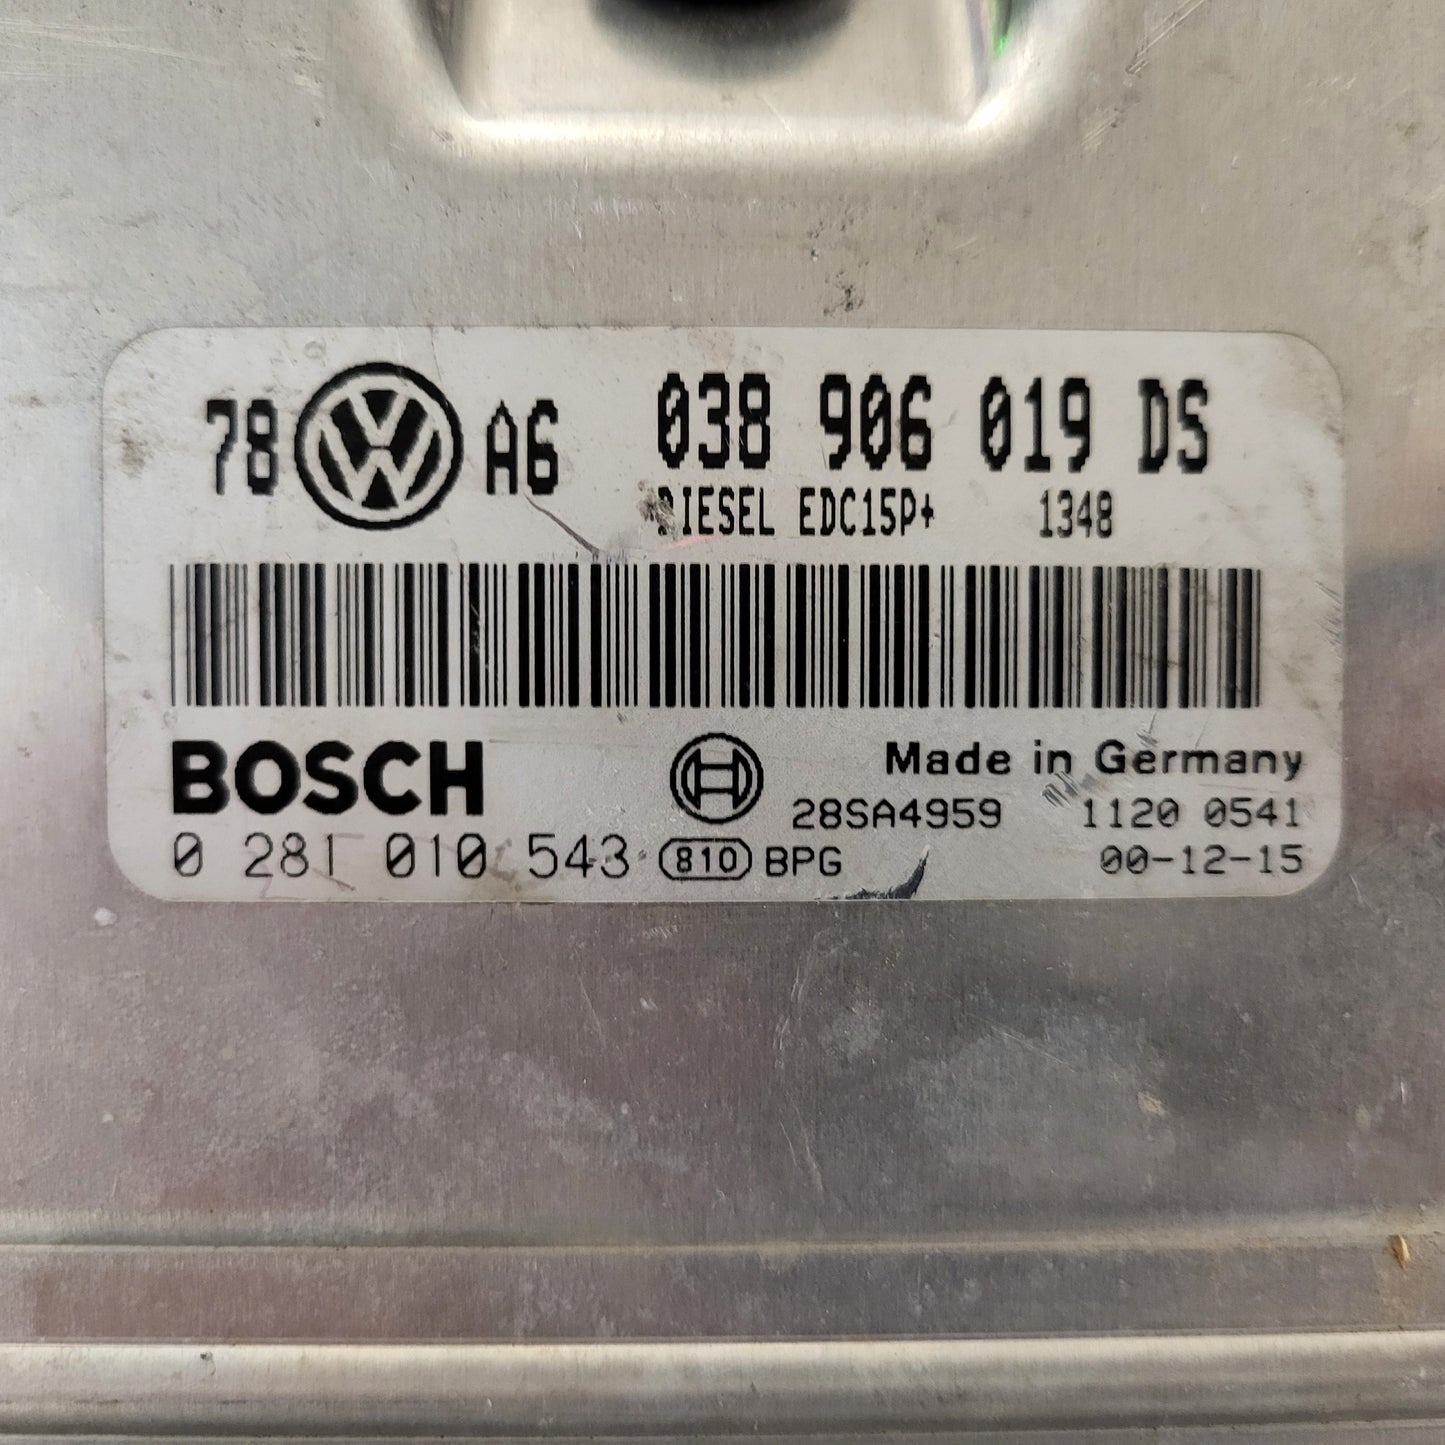 78 VW A6 038 906 019 DS
DIESEL EDC15P+ 1348
BOSCH Made in Germany
28SA4959 1120 0541
0 281 010 543 810 BPG 00-12-15